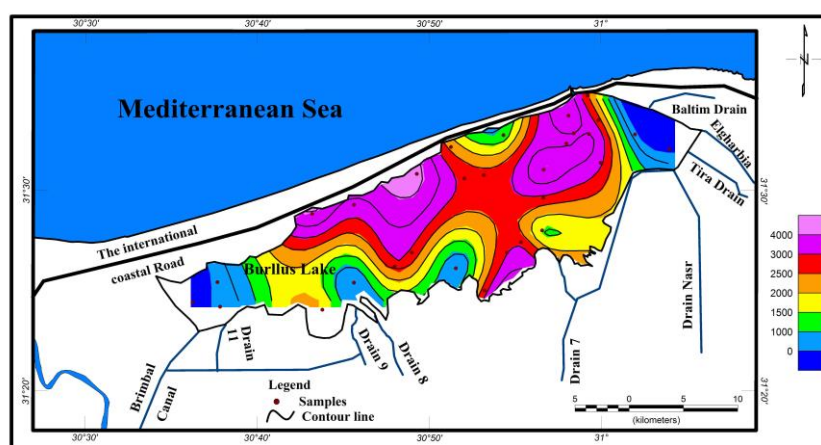 30°30'
30°40'
30°50'
31°
Mediterranean Sea
Baltim Drain
Elgharbia
Tira Drain
31°30'
31°30'
The international
coastal Road
Burllus Lake
4000
3000
2500
2000
1500
1000
0
Drain 11
Drain 9
Drain 8
Drain 7
Drain Nasr
Brimbal Canal
Legend
Samples
Contour line
31°20'
31°20'
5 0 5 10
(kilometers)
30°30'
30°40'
30°50'
31°